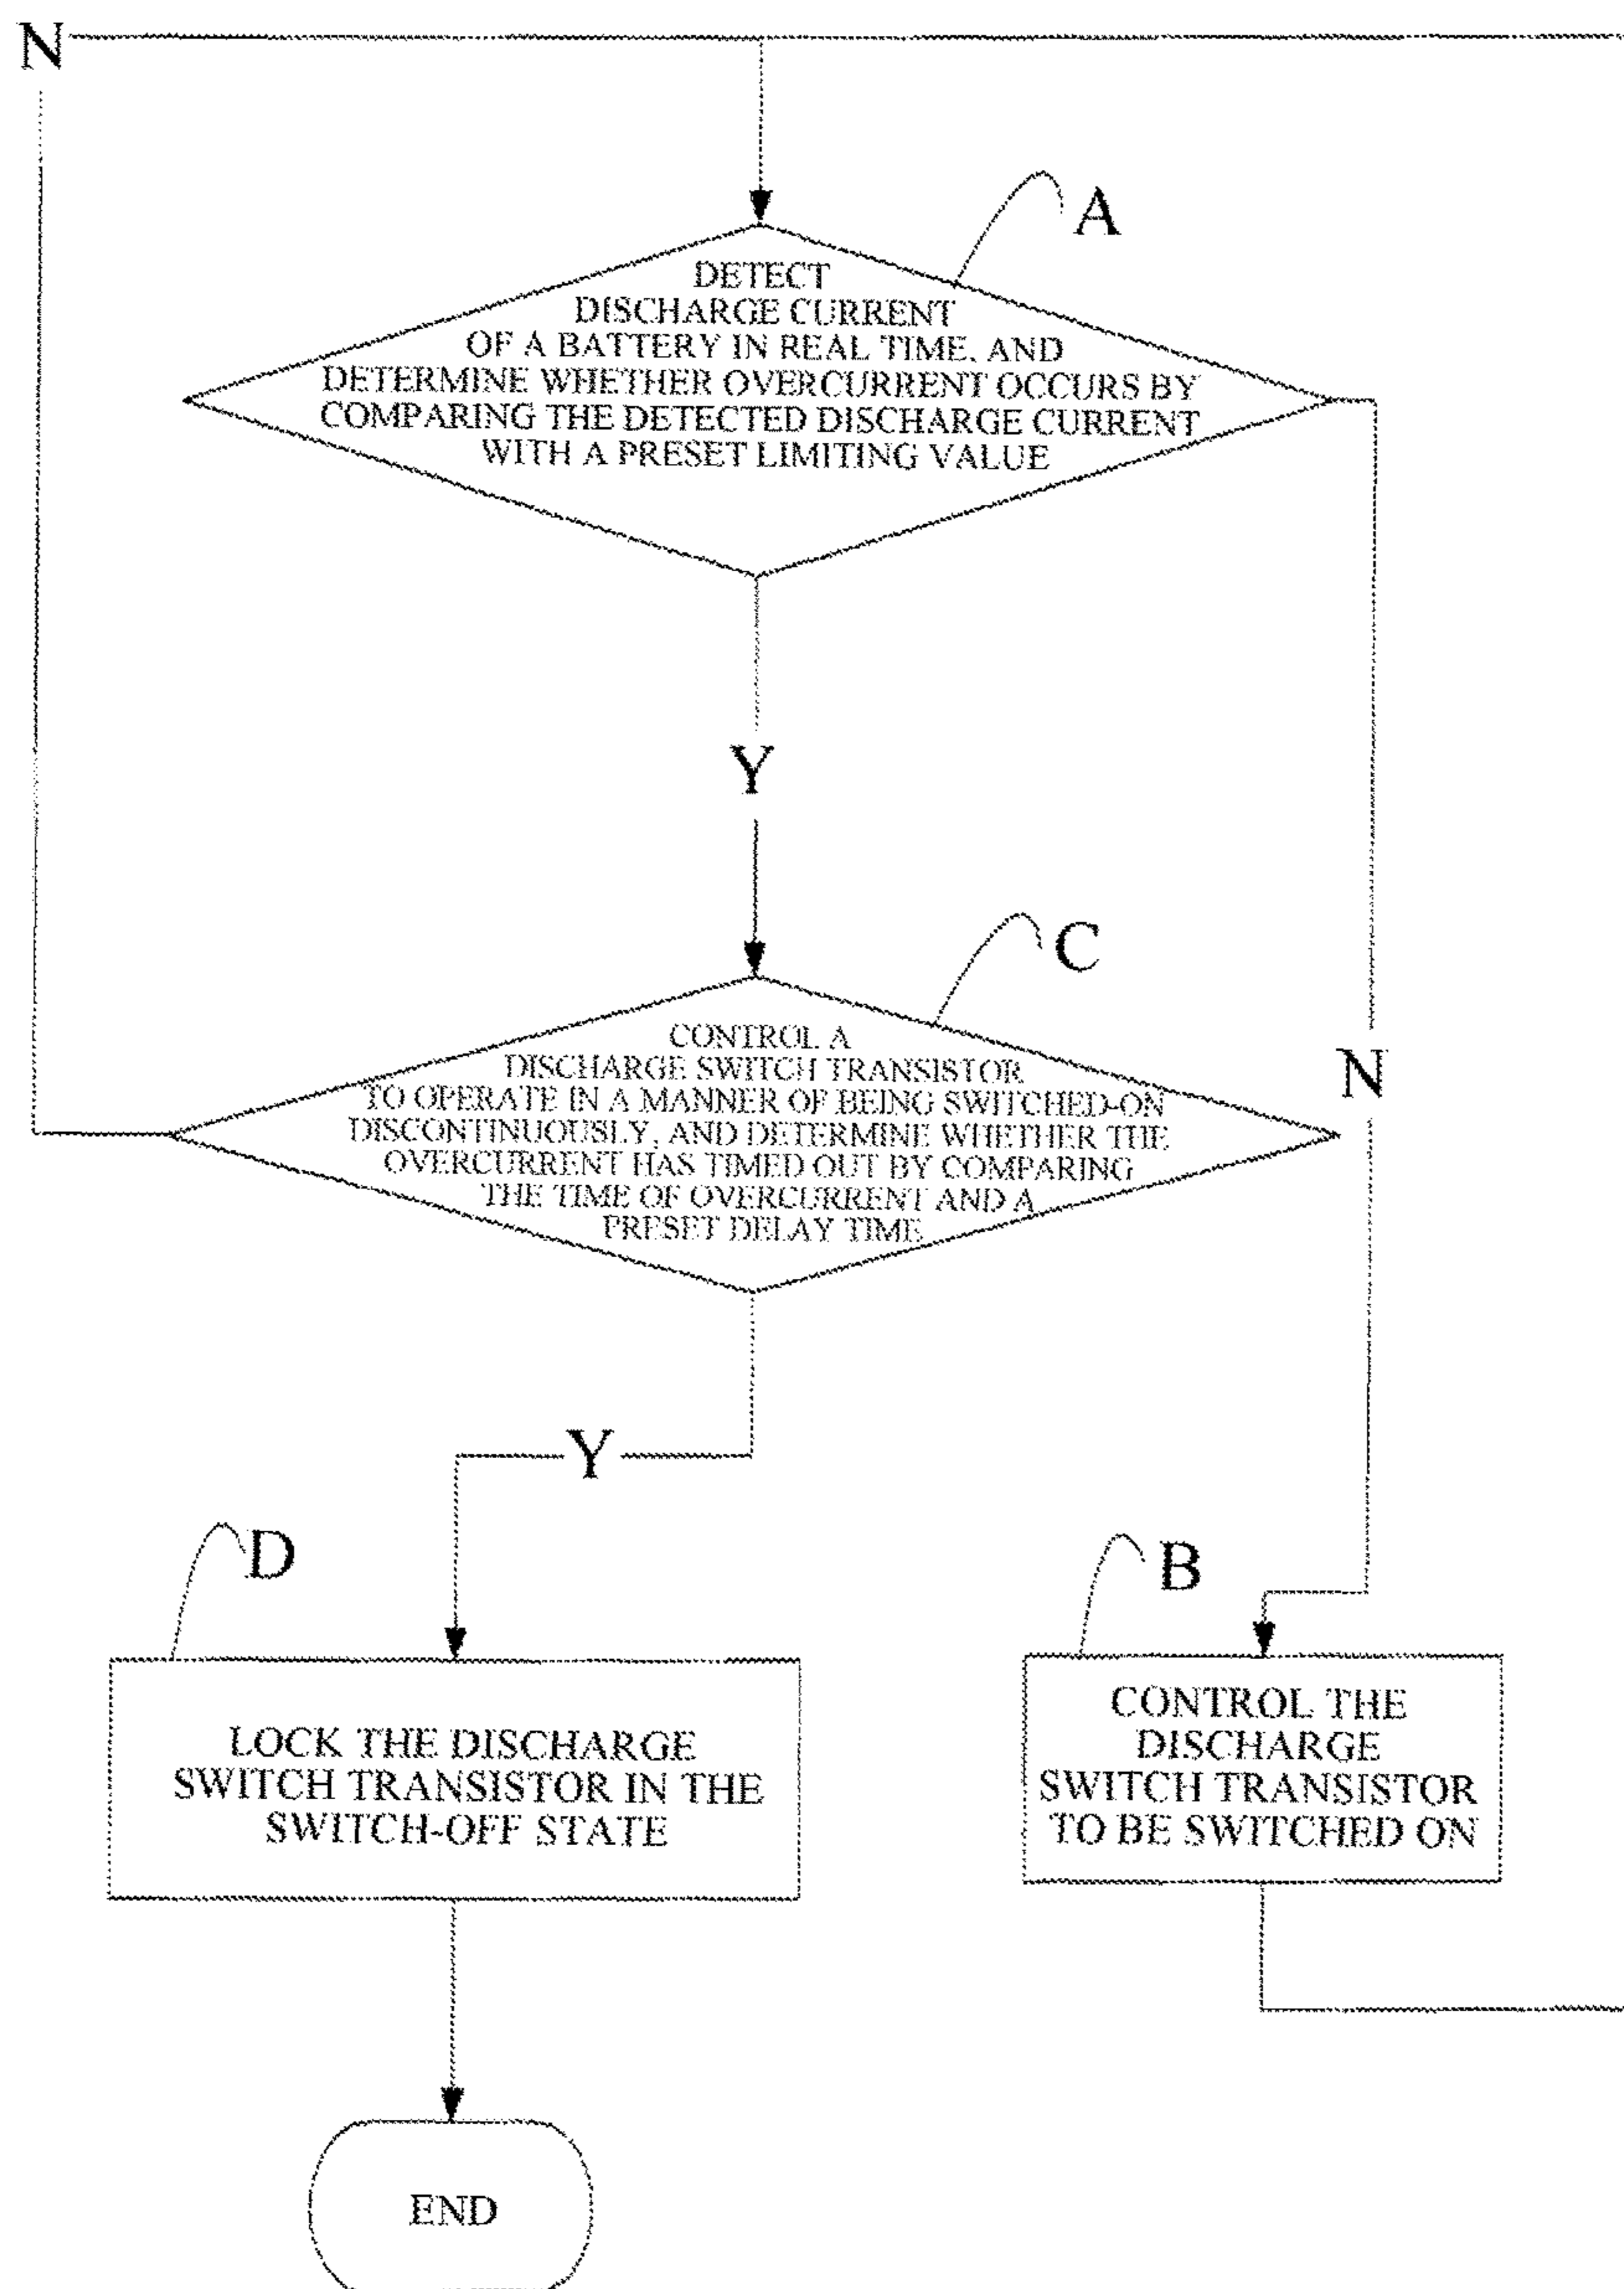 N
A
DETECT
DISCHARGE CURRENT
OF A BATTERY IN REAL TIME, AND
DETERMINE WHETHER OVERCURRENT OCCURS BY
COMPARING THE DETECTED DISCHARGE CURRENT
WITH A PRESET LIMITING VALUE
Y
C
CONTROL A
DISCHARGE SWITCH TRANSISTOR
TO OPERATE IN A MANNER OF BEING SWITCHED-ON
DISCONTINUOUSLY, AND DETERMINE WHETHER THE
OVERCURRENT HAS TIMED OUT BY COMPARING
THE TIME OF OVERCURRENT AND A
PRESET DELAY TIME
N
Y
D
LOCK THE DISCHARGE
SWITCH TRANSISTOR IN THE
SWITCH-OFF STATE
B
CONTROL THE
DISCHARGE
SWITCH TRANSISTOR
TO BE SWITCHED ON
END